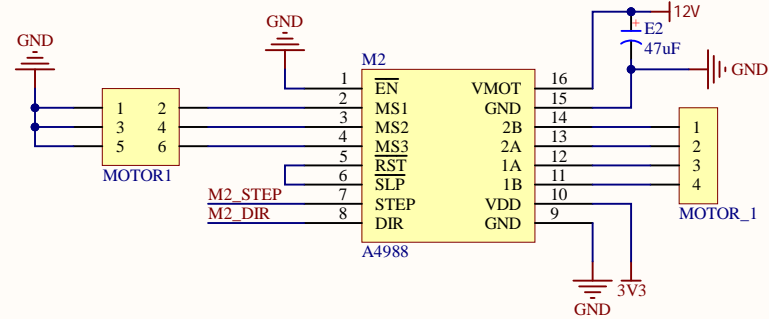 12V
GND
E2
47uF
GND
M2
GND
1 EN VMOT 16
1 2 2 MS1 GND 15
3 4 3 MS2 2B 14 1
5 6 4 MS3 2A 13 2
MOTOR1 5 RST 1A 12 3
6 SLP 1B 11 4
M2_STEP 7 STEP VDD 10
M2_DIR 8 DIR GND 9
MOTOR_1
A4988
3V3
GND